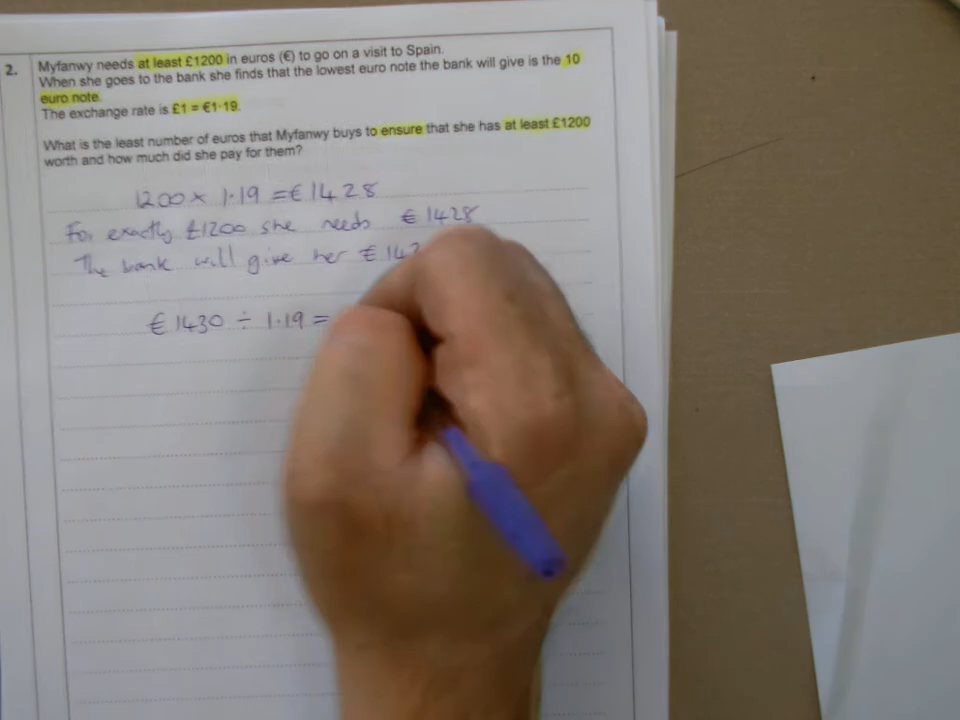 2. Myfanwy needs at least £1200 in euros (€) to go on a visit to Spain.
When she goes to the bank she finds that the lowest euro note the bank will give is the 10
euro note.
The exchange rate is £1 = €1·19.
What is the least number of euros that Myfanwy buys to ensure that she has at least £1200
worth and how much did she pay for them?
1200 × 1.19 = € 1428
For exactly £1200 she needs € 1428
The bank will give her €
€ 1430 ÷ 1.19 =